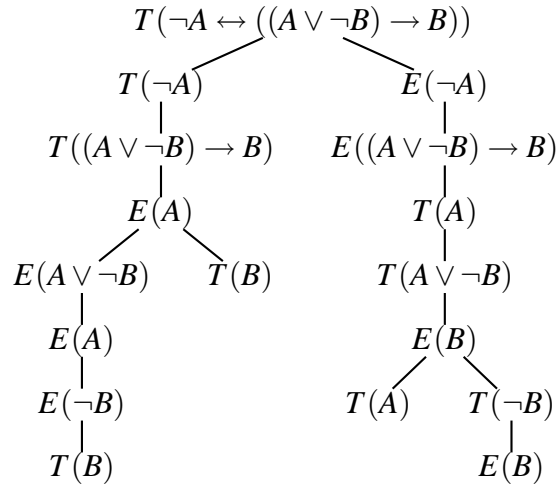 T(¬A ↔ ((A ∨ ¬B) → B))
T(¬A) E(¬A)
T((A ∨ ¬B) → B) E((A ∨ ¬B) → B)
E(A) T(A)
E(A ∨ ¬B) T(B) T(A ∨ ¬B)
E(A) E(B)
E(¬B) T(A) T(¬B)
T(B) E(B)